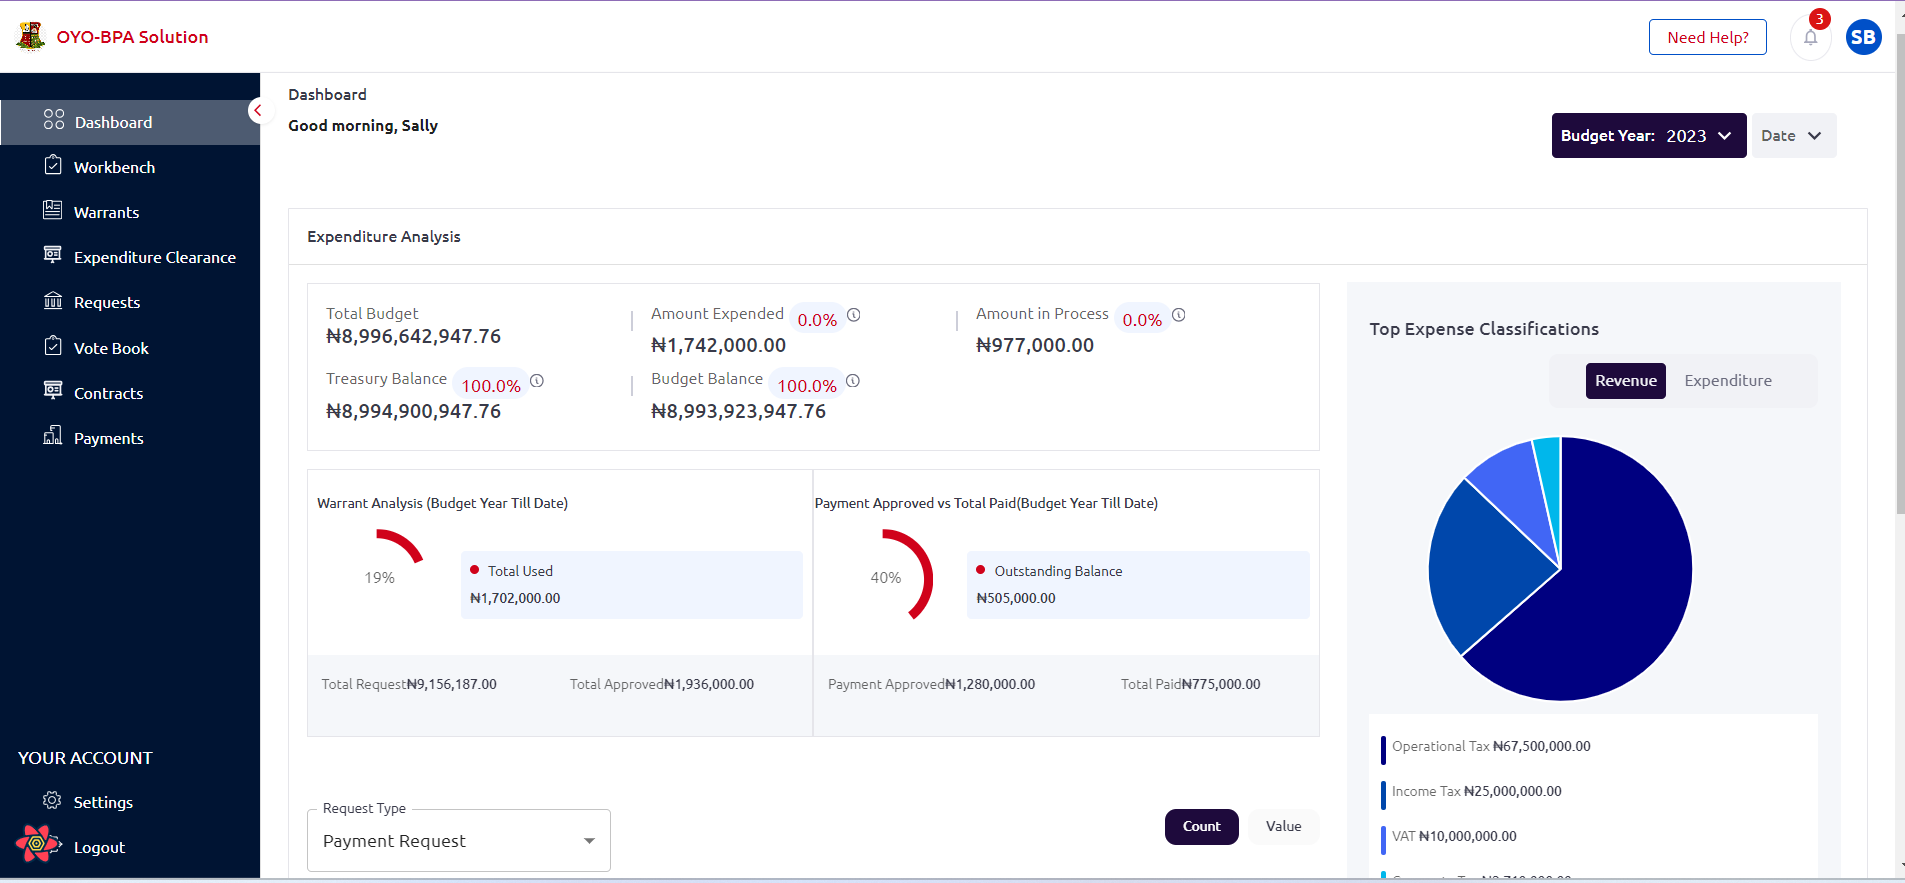 OYO-BPA Solution
Need Help?
3
SB
Dashboard
Workbench
Warrants
Expenditure Clearance
Requests
Vote Book
Contracts
Payments
YOUR ACCOUNT
Settings
Logout
Dashboard
Good morning, Sally
Budget Year: 2023
Date
Expenditure Analysis
Total Budget
₦8,996,642,947.76
Amount Expended 0.0%
₦1,742,000.00
Amount in Process 0.0%
₦977,000.00
Treasury Balance 100.0%
₦8,994,900,947.76
Budget Balance 100.0%
₦8,993,923,947.76
Warrant Analysis (Budget Year Till Date)
19%
Total Used
₦1,702,000.00
Total Request₦9,156,187.00
Total Approved₦1,936,000.00
Payment Approved vs Total Paid(Budget Year Till Date)
40%
Outstanding Balance
₦505,000.00
Payment Approved₦1,280,000.00
Total Paid₦775,000.00
Request Type
Payment Request
Count
Value
Top Expense Classifications
Revenue
Expenditure
Operational Tax ₦67,500,000.00
Income Tax ₦25,000,000.00
VAT ₦10,000,000.00